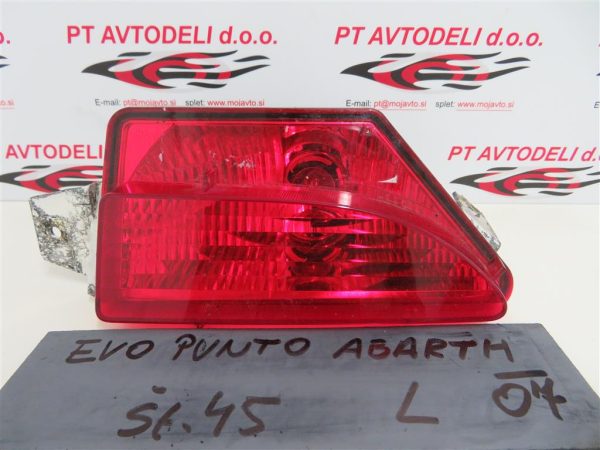 PT AVTODELI d.o.o.
PT AVTODELI d.o.o.
E-mail: pt@mojavto.si splet: www.mojavto.si
E-mail: pt@mojavto.si splet: www.mojavto.si
PT AVTODELI d.o
EVO PUNTO ABARTH
Št.45 L 07